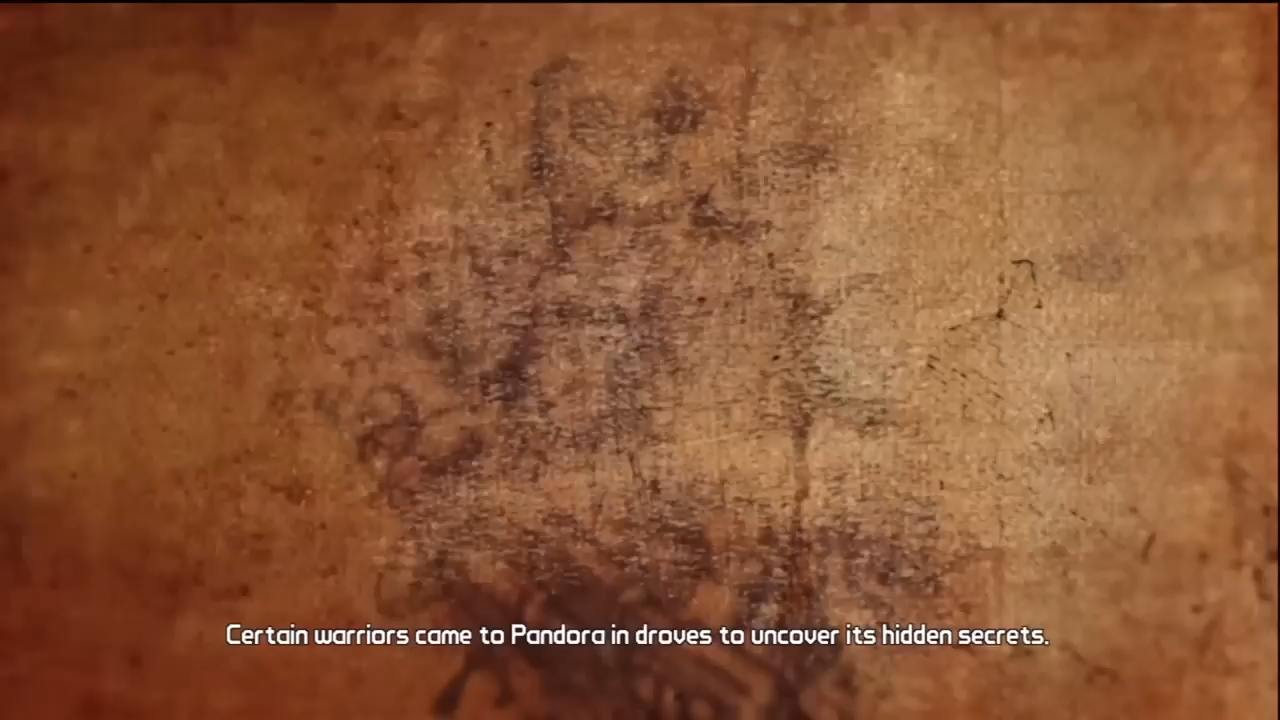 Certain warriors came to Pandora in droves to uncover its hidden secrets.